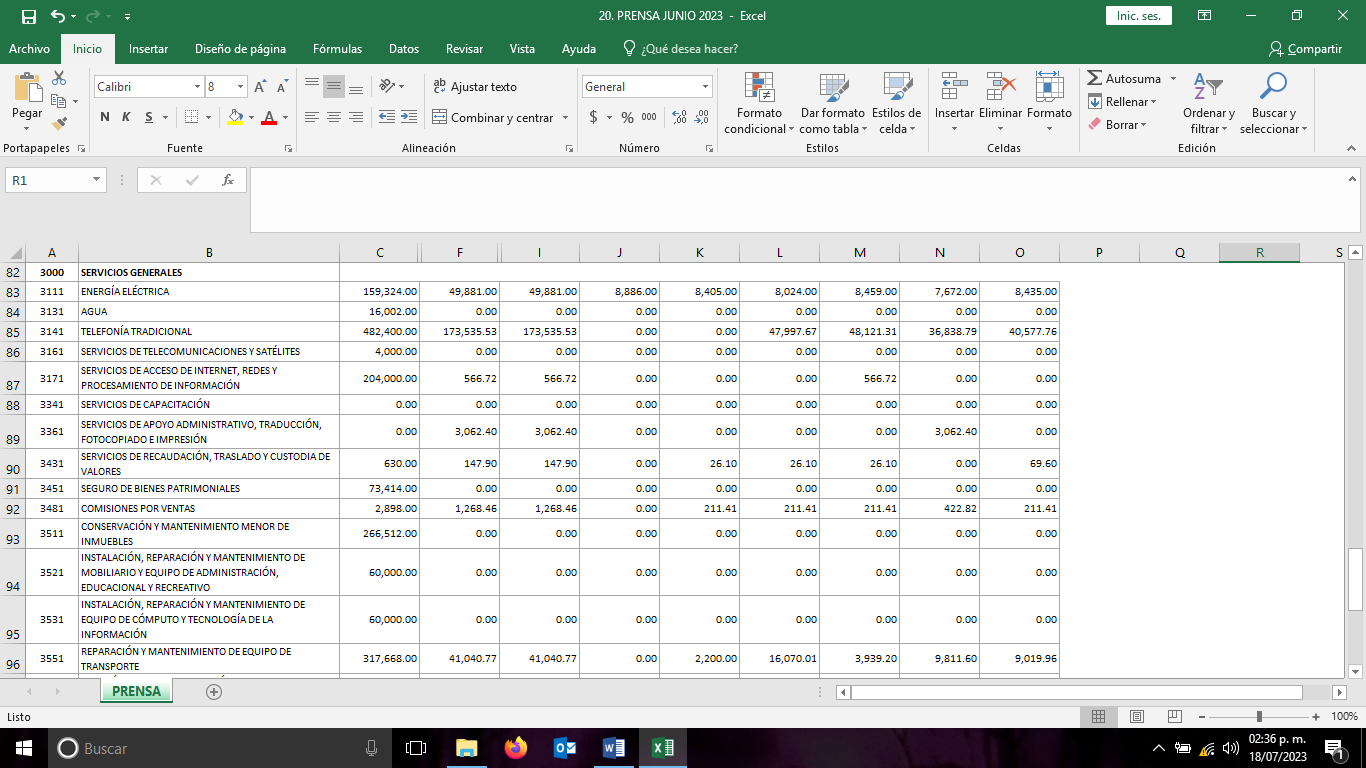 20. PRENSA JUNIO 2023 - Excel
Inic. ses.
Archivo Inicio Insertar Diseño de página Fórmulas Datos Revisar Vista Ayuda ¿Qué desea hacer? Compartir
Pegar
Calibri 8
N K S
Ajustar texto
Combinar y centrar
General
$ % 000
Formato condicional
Dar formato como tabla
Estilos de celda
Insertar Eliminar Formato
Autosuma
Rellenar
Borrar
Ordenar y filtrar
Buscar y seleccionar
Portapapeles Fuente Alineación Número Estilos Celdas Edición
R1 fx
A B C F I J K L M N O P Q R S
82 3000 SERVICIOS GENERALES
83 3111 ENERGÍA ELÉCTRICA 159,324.00 49,881.00 49,881.00 8,886.00 8,405.00 8,024.00 8,459.00 7,672.00 8,435.00
84 3131 AGUA 16,002.00 0.00 0.00 0.00 0.00 0.00 0.00 0.00 0.00
85 3141 TELEFONÍA TRADICIONAL 482,400.00 173,535.53 173,535.53 0.00 0.00 47,997.67 48,121.31 36,838.79 40,577.76
86 3161 SERVICIOS DE TELECOMUNICACIONES Y SATÉLITES 4,000.00 0.00 0.00 0.00 0.00 0.00 0.00 0.00 0.00
87 3171 SERVICIOS DE ACCESO DE INTERNET, REDES Y
PROCESAMIENTO DE INFORMACIÓN 204,000.00 566.72 566.72 0.00 0.00 0.00 566.72 0.00 0.00
88 3341 SERVICIOS DE CAPACITACIÓN 0.00 0.00 0.00 0.00 0.00 0.00 0.00 0.00 0.00
89 3361 SERVICIOS DE APOYO ADMINISTRATIVO, TRADUCCIÓN,
FOTOCOPIADO E IMPRESIÓN 0.00 3,062.40 3,062.40 0.00 0.00 0.00 0.00 3,062.40 0.00
90 3431 SERVICIOS DE RECAUDACIÓN, TRASLADO Y CUSTODIA DE
VALORES 630.00 147.90 147.90 0.00 26.10 26.10 26.10 0.00 69.60
91 3451 SEGURO DE BIENES PATRIMONIALES 73,414.00 0.00 0.00 0.00 0.00 0.00 0.00 0.00 0.00
92 3481 COMISIONES POR VENTAS 2,898.00 1,268.46 1,268.46 0.00 211.41 211.41 211.41 422.82 211.41
93 3511 CONSERVACIÓN Y MANTENIMIENTO MENOR DE
INMUEBLES 266,512.00 0.00 0.00 0.00 0.00 0.00 0.00 0.00 0.00
94 3521 INSTALACIÓN, REPARACIÓN Y MANTENIMIENTO DE
MOBILIARIO Y EQUIPO DE ADMINISTRACIÓN,
EDUCACIONAL Y RECREATIVO 60,000.00 0.00 0.00 0.00 0.00 0.00 0.00 0.00 0.00
95 3531 INSTALACIÓN, REPARACIÓN Y MANTENIMIENTO DE
EQUIPO DE CÓMPUTO Y TECNOLOGÍA DE LA
INFORMACIÓN 60,000.00 0.00 0.00 0.00 0.00 0.00 0.00 0.00 0.00
96 3551 REPARACIÓN Y MANTENIMIENTO DE EQUIPO DE
TRANSPORTE 317,668.00 41,040.77 41,040.77 0.00 2,200.00 16,070.01 3,939.20 9,811.60 9,019.96
PRENSA
Listo 100%
Buscar
02:36 p. m.
18/07/2023
1